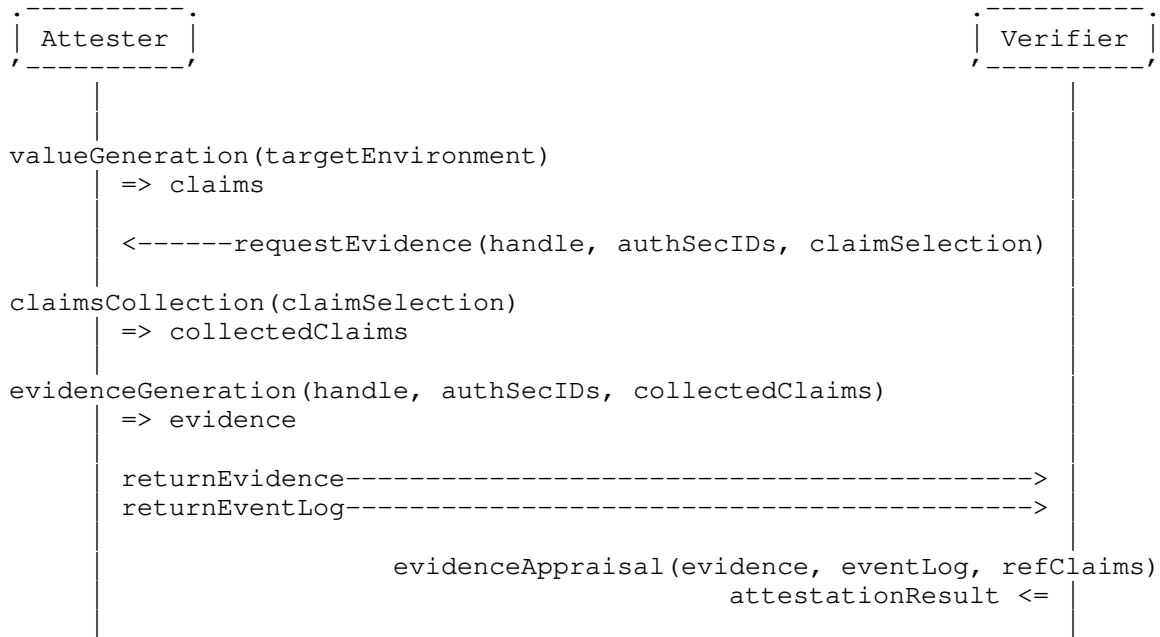 Attester Verifier
valueGeneration(targetEnvironment)
=> claims
<------requestEvidence(handle, authSecIDs, claimSelection)
claimsCollection(claimSelection)
=> collectedClaims
evidenceGeneration(handle, authSecIDs, collectedClaims)
=> evidence
returnEvidence-------------------------------------------->
returnEventLog-------------------------------------------->
evidenceAppraisal(evidence, eventLog, refClaims)
attestationResult <=